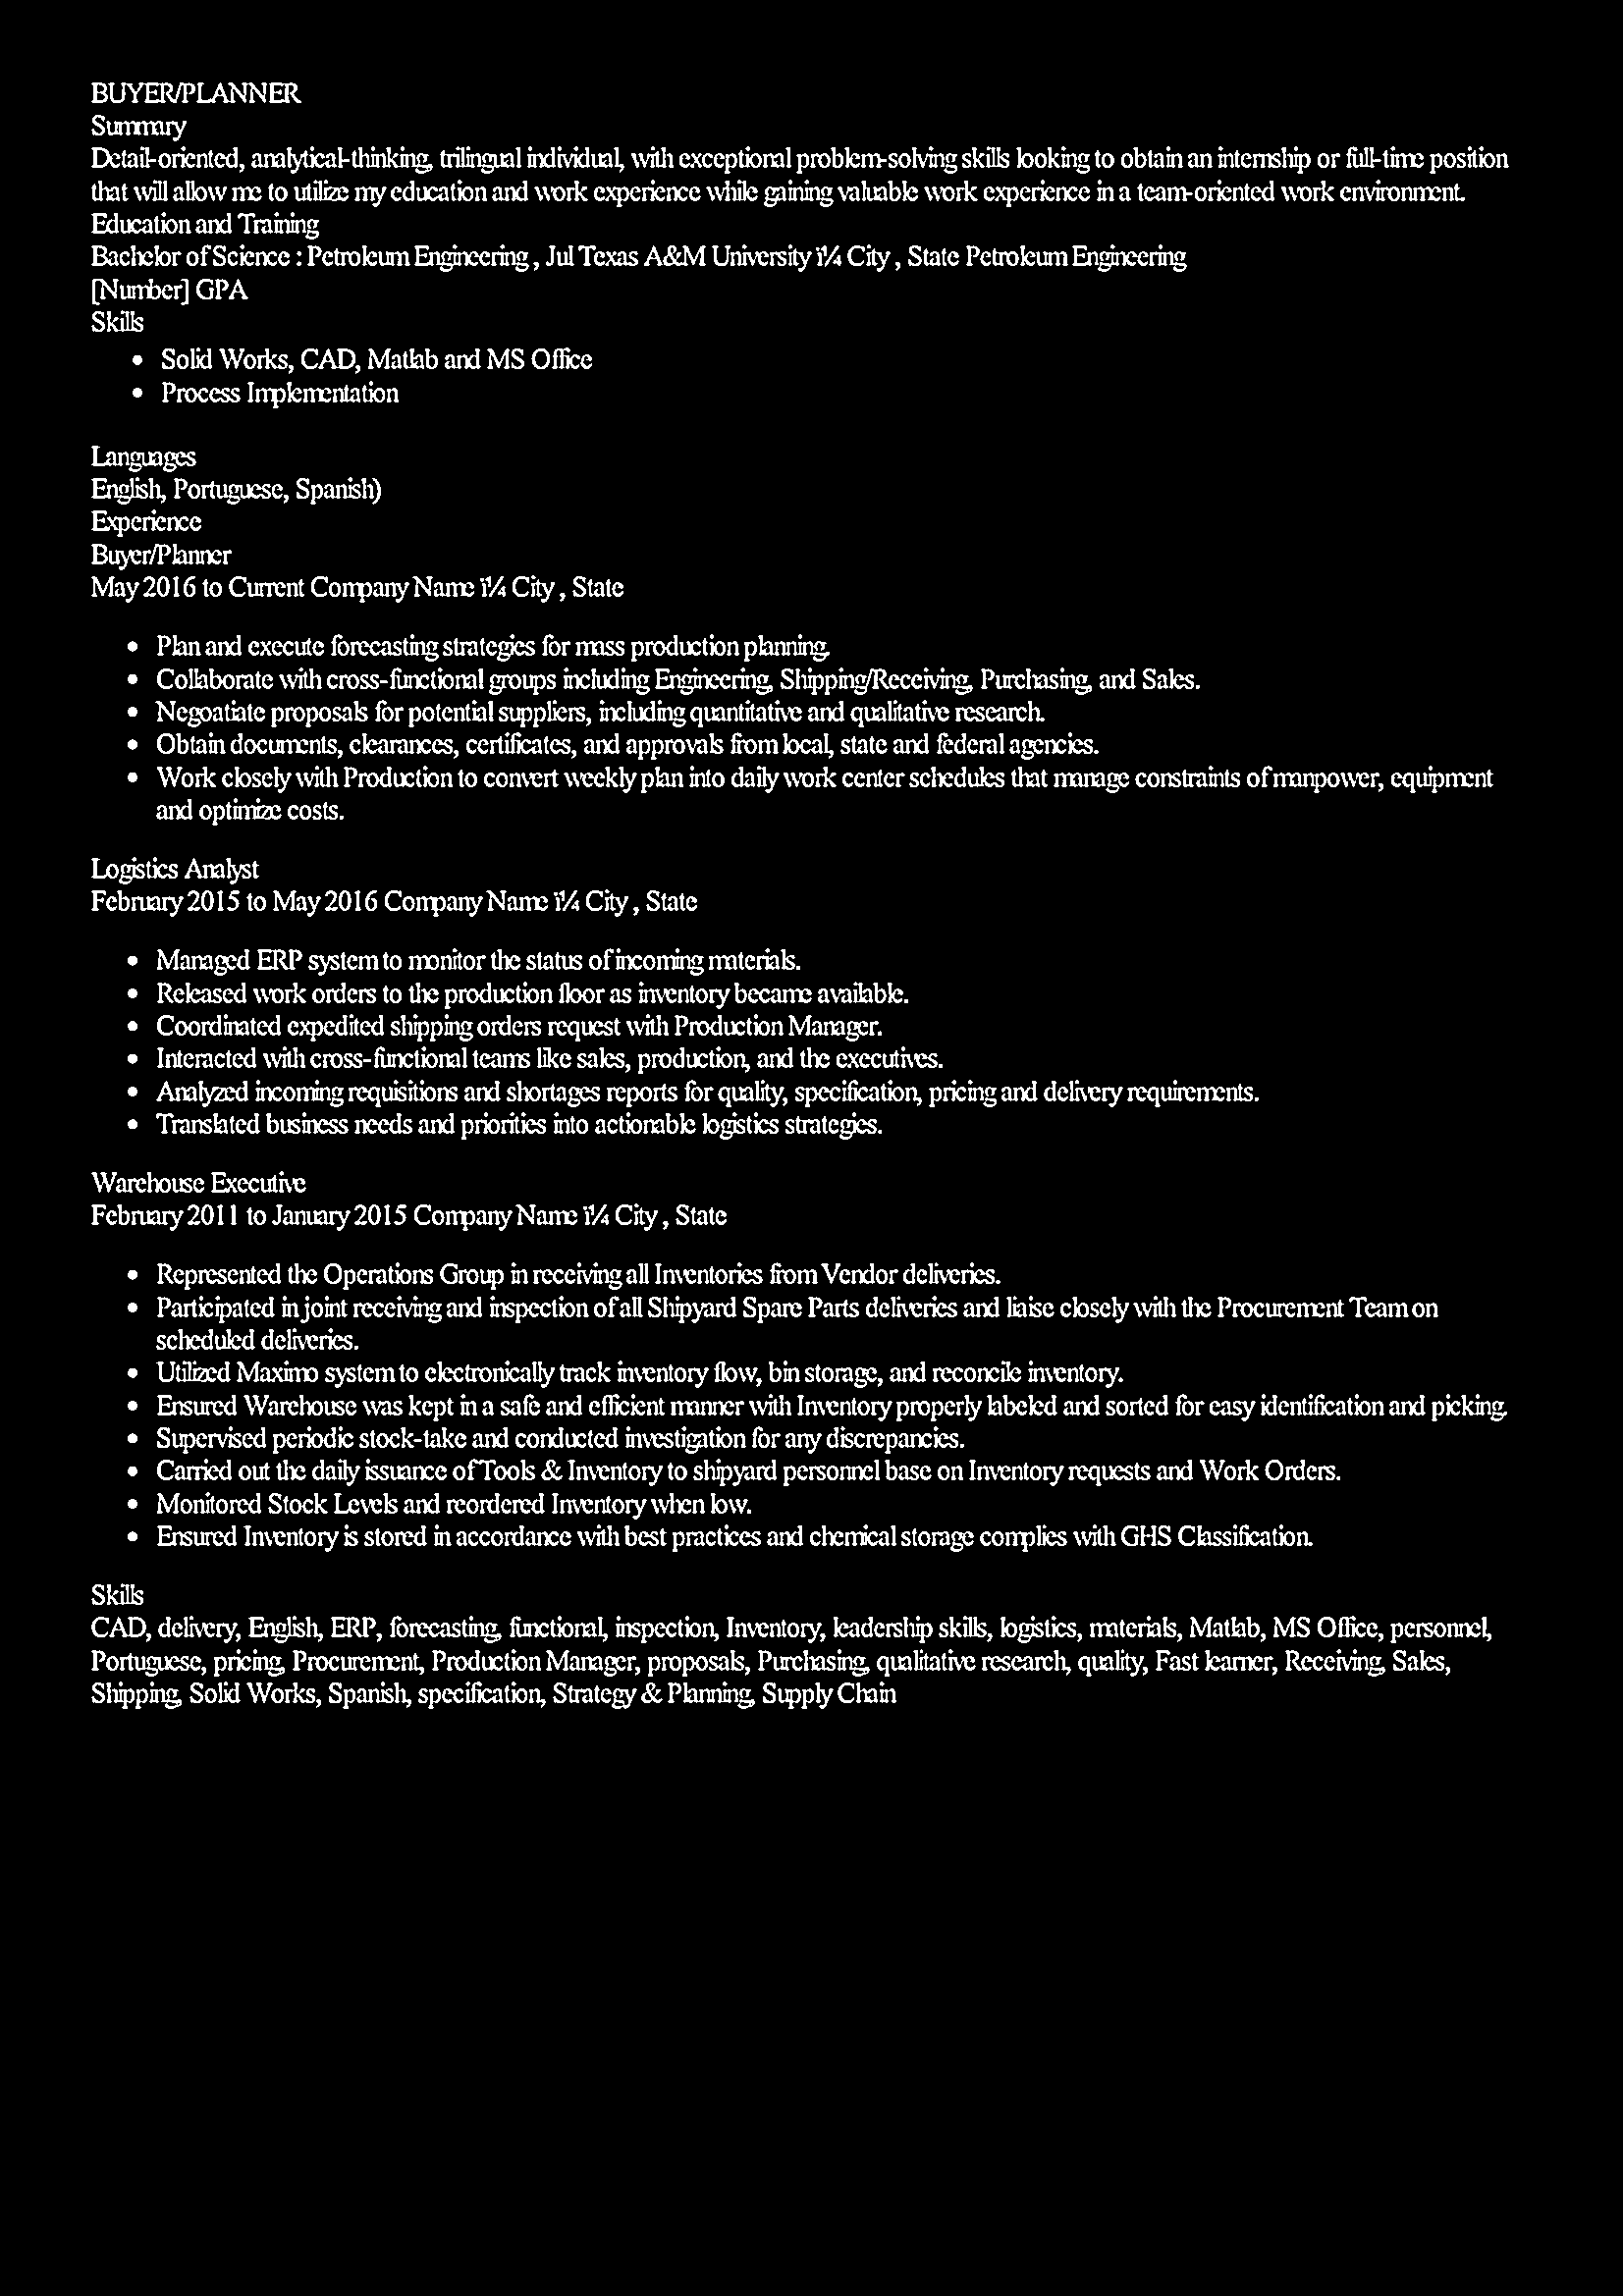 BUYER/PLANNER
Summary
Detail-oriented, analytical-thinking, trilingual individual, with exceptional problem-solving skills looking to obtain an internship or full-time position
that will allow me to utilize my education and work experience while gaining valuable work experience in a team-oriented work environment.
Education and Training
Bachelor of Science : Petroleum Engineering , Jul Texas A&M University ï¼ City , State Petroleum Engineering
[Number] GPA
Skills
• Solid Works, CAD, Matlab and MS Office
• Process Implementation
Languages
English, Portuguese, Spanish)
Experience
Buyer/Planner
May 2016 to Current Company Name ï¼ City , State
• Plan and execute forecasting strategies for mass production planning.
• Collaborate with cross-functional groups including Engineering, Shipping/Receiving, Purchasing, and Sales.
• Negoatiate proposals for potential suppliers, including quantitative and qualitative research.
• Obtain documents, clearances, certificates, and approvals from local, state and federal agencies.
• Work closely with Production to convert weekly plan into daily work center schedules that manage constraints of manpower, equipment
and optimize costs.
Logistics Analyst
February 2015 to May 2016 Company Name ï¼ City , State
• Managed ERP system to monitor the status of incoming materials.
• Released work orders to the production floor as inventory became available.
• Coordinated expedited shipping orders request with Production Manager.
• Interacted with cross-functional teams like sales, production, and the executives.
• Analyzed incoming requisitions and shortages reports for quality, specification, pricing and delivery requirements.
• Translated business needs and priorities into actionable logistics strategies.
Warehouse Executive
February 2011 to January 2015 Company Name ï¼ City , State
• Represented the Operations Group in receiving all Inventories from Vendor deliveries.
• Participated in joint receiving and inspection of all Shipyard Spare Parts deliveries and liaise closely with the Procurement Team on
scheduled deliveries.
• Utilized Maximo system to electronically track inventory flow, bin storage, and reconcile inventory.
• Ensured Warehouse was kept in a safe and efficient manner with Inventory properly labeled and sorted for easy identification and picking.
• Supervised periodic stock-take and conducted investigation for any discrepancies.
• Carried out the daily issuance of Tools & Inventory to shipyard personnel base on Inventory requests and Work Orders.
• Monitored Stock Levels and reordered Inventory when low.
• Ensured Inventory is stored in accordance with best practices and chemical storage complies with GHS Classification.
Skills
CAD, delivery, English, ERP, forecasting, functional, inspection, Inventory, leadership skills, logistics, materials, Matlab, MS Office, personnel,
Portuguese, pricing, Procurement, Production Manager, proposals, Purchasing, qualitative research, quality, Fast learner, Receiving, Sales,
Shipping, Solid Works, Spanish, specification, Strategy & Planning, Supply Chain